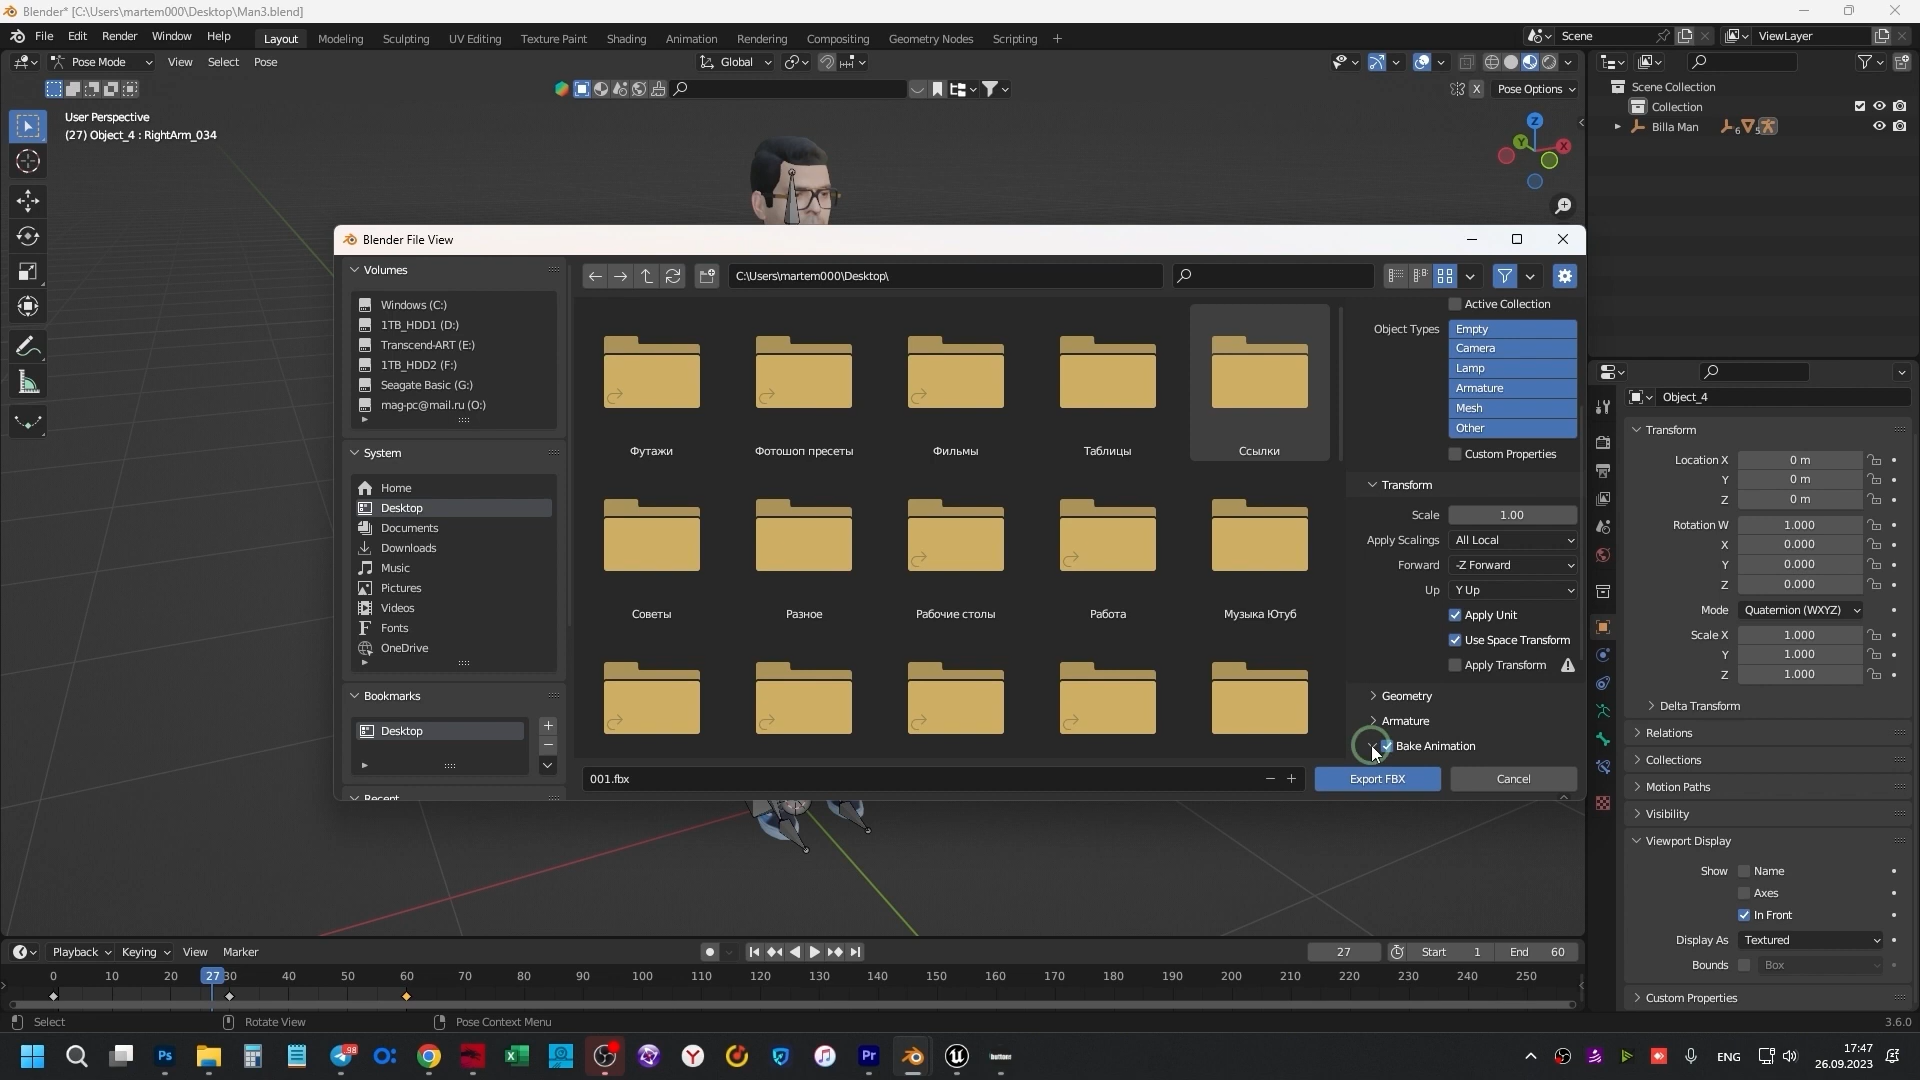 Blender* [C:\Users\martem000\Desktop\Man3.blend]
File Edit Render Window Help
Layout Modeling Sculpting UV Editing Texture Paint Shading Animation Rendering Compositing Geometry Nodes Scripting +
Scene
ViewLayer
Pose Mode View Select Pose
Global
X
Pose Options
User Perspective
(27) Object_4 : RightArm_034
Z
Y
X
Scene Collection
Collection
Billa Man
6
5
Blender File View
Volumes
Windows (C:)
1TB_HDD1 (D:)
Transcend-ART (E:)
1TB_HDD2 (F:)
Seagate Basic (G:)
mag-pc@mail.ru (O:)
System
Home
Desktop
Documents
Downloads
Music
Pictures
Videos
Fonts
OneDrive
Bookmarks
Desktop
Recent
C:\Users\martem000\Desktop\
Футажи
Фотошоп пресеты
Фильмы
Таблицы
Ссылки
Советы
Разное
Рабочие столы
Работа
Музыка Ютуб
001.fbx
Active Collection
Object Types
Empty
Camera
Lamp
Armature
Mesh
Other
Custom Properties
Transform
Scale 1.00
Apply Scalings All Local
Forward -Z Forward
Up Y Up
Apply Unit
Use Space Transform
Apply Transform
Geometry
Armature
Bake Animation
Export FBX
Cancel
Object_4
Transform
Location X 0 m
Y 0 m
Z 0 m
Rotation W 1.000
X 0.000
Y 0.000
Z 0.000
Mode Quaternion (WXYZ)
Scale X 1.000
Y 1.000
Z 1.000
Delta Transform
Relations
Collections
Motion Paths
Visibility
Viewport Display
Show Name
Axes
In Front
Display As Textured
Bounds Box
Custom Properties
Playback Keying View Marker
27
Start 1
End 60
0 10 20 27 30 40 50 60 70 80 90 100 110 120 130 140 150 160 170 180 190 200 210 220 230 240 250
Select
Rotate View
Pose Context Menu
3.6.0
Ps
98
Y
Pr
ENG
17:47
26.09.2023